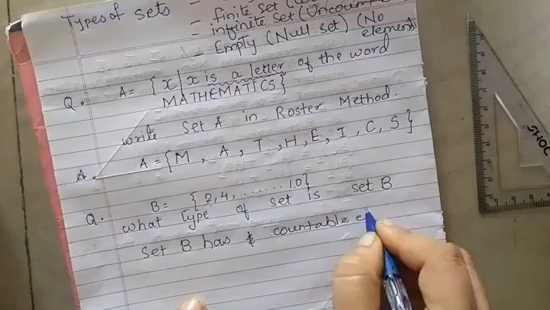 Types of sets
- finite Set
- infinite Set (Uncount
- Empty (Null set) (No
element)
Q. A = { x | x is a letter of the word
MATHEMATICS}
write Set A in Roster Method.
A. A = {M, A, T, H, E, I, C, S}
Q. B = {2, 4, ....... 10}
what type of set is set B
Set B has countable e